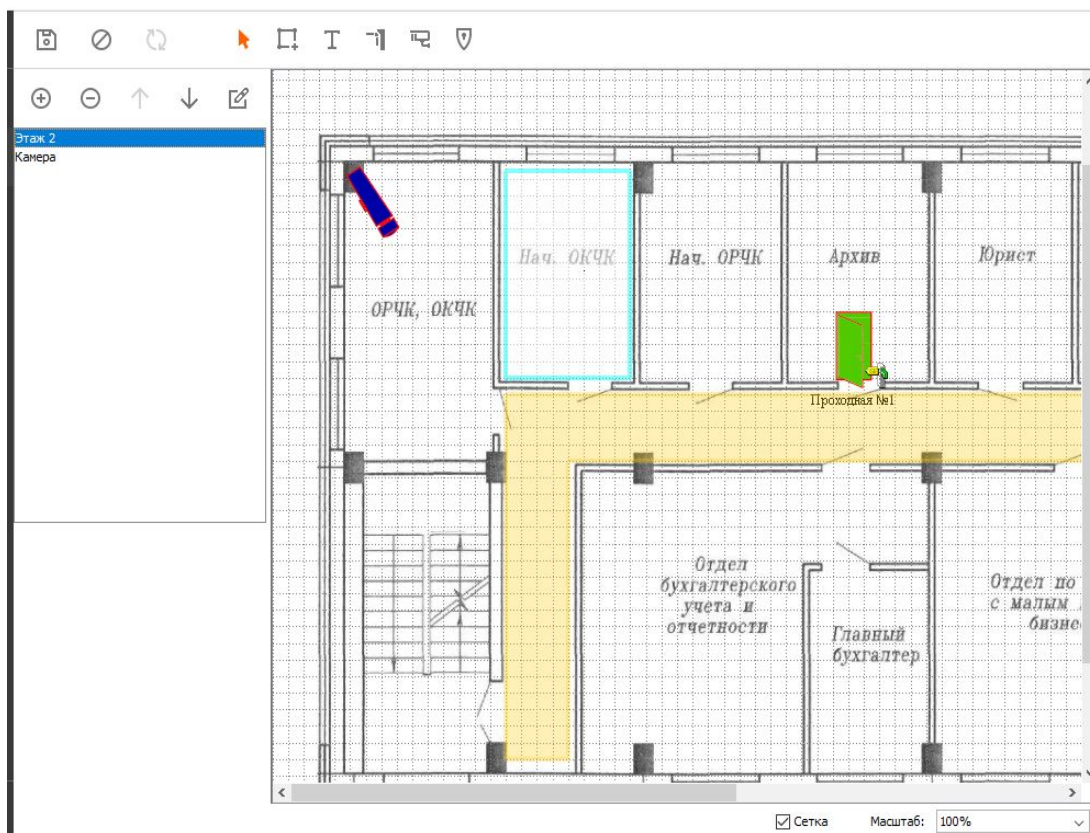 Этаж 2
Камера
Нач. ОКЧК
Нач. ОРЧК
Архив
Юрист
ОРЧК, ОКЧК
Проходная №1
Отдел
бухгалтерского
учета и
отчетности
Главный
бухгалтер
Отдел по
с малым
бизне
Сетка
Масштаб: 100%